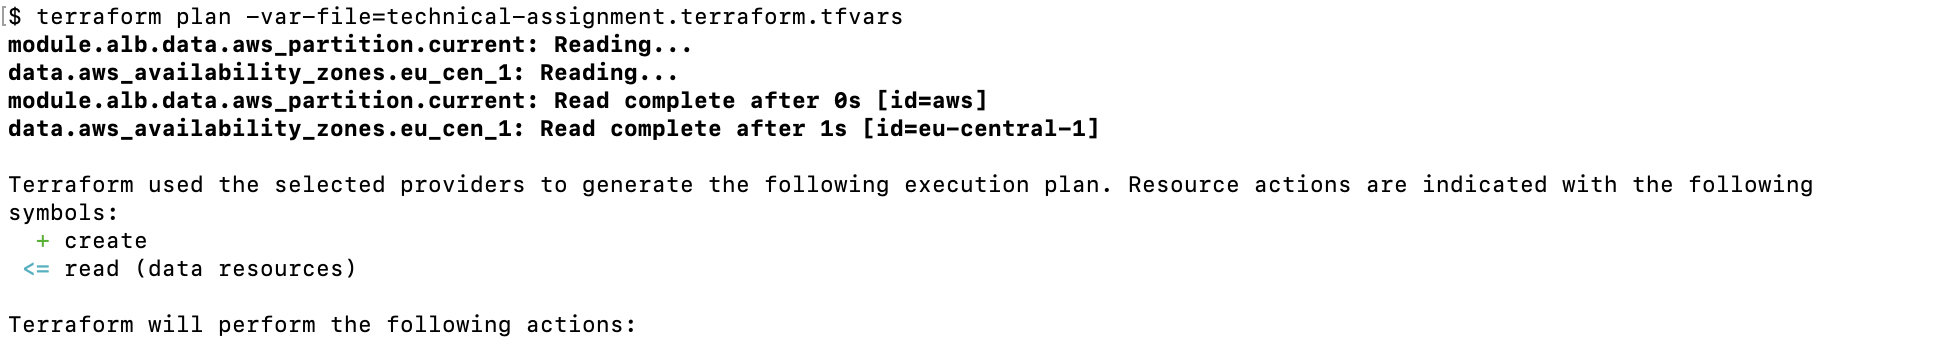 $ terraform plan -var-file=technical-assignment.terraform.tfvars
module.alb.data.aws_partition.current: Reading...
data.aws_availability_zones.eu_cen_1: Reading...
module.alb.data.aws_partition.current: Read complete after 0s [id=aws]
data.aws_availability_zones.eu_cen_1: Read complete after 1s [id=eu-central-1]
Terraform used the selected providers to generate the following execution plan. Resource actions are indicated with the following
symbols:
+ create
<= read (data resources)
Terraform will perform the following actions: